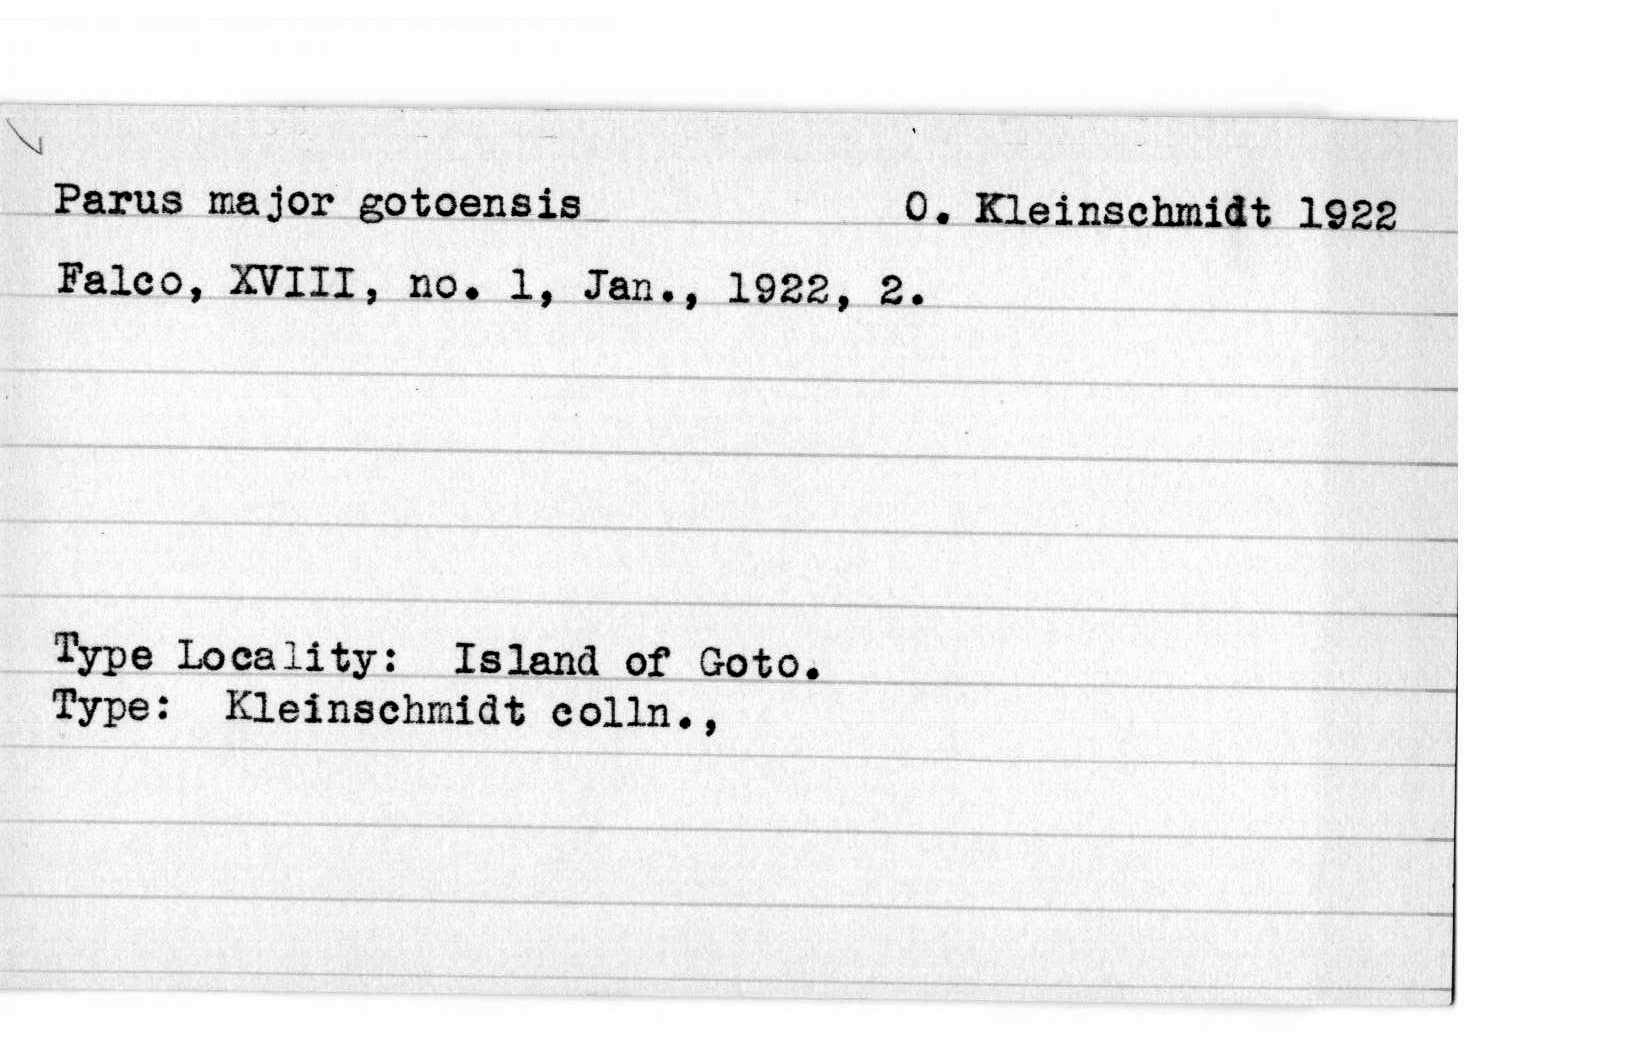 Parus major gotoensis O. Kleinschmidt 1922
Falco, XVIII, no. 1, Jan., 1922, 2.
Type Locality: Island of Goto.
Type: Kleinschmidt colln.,